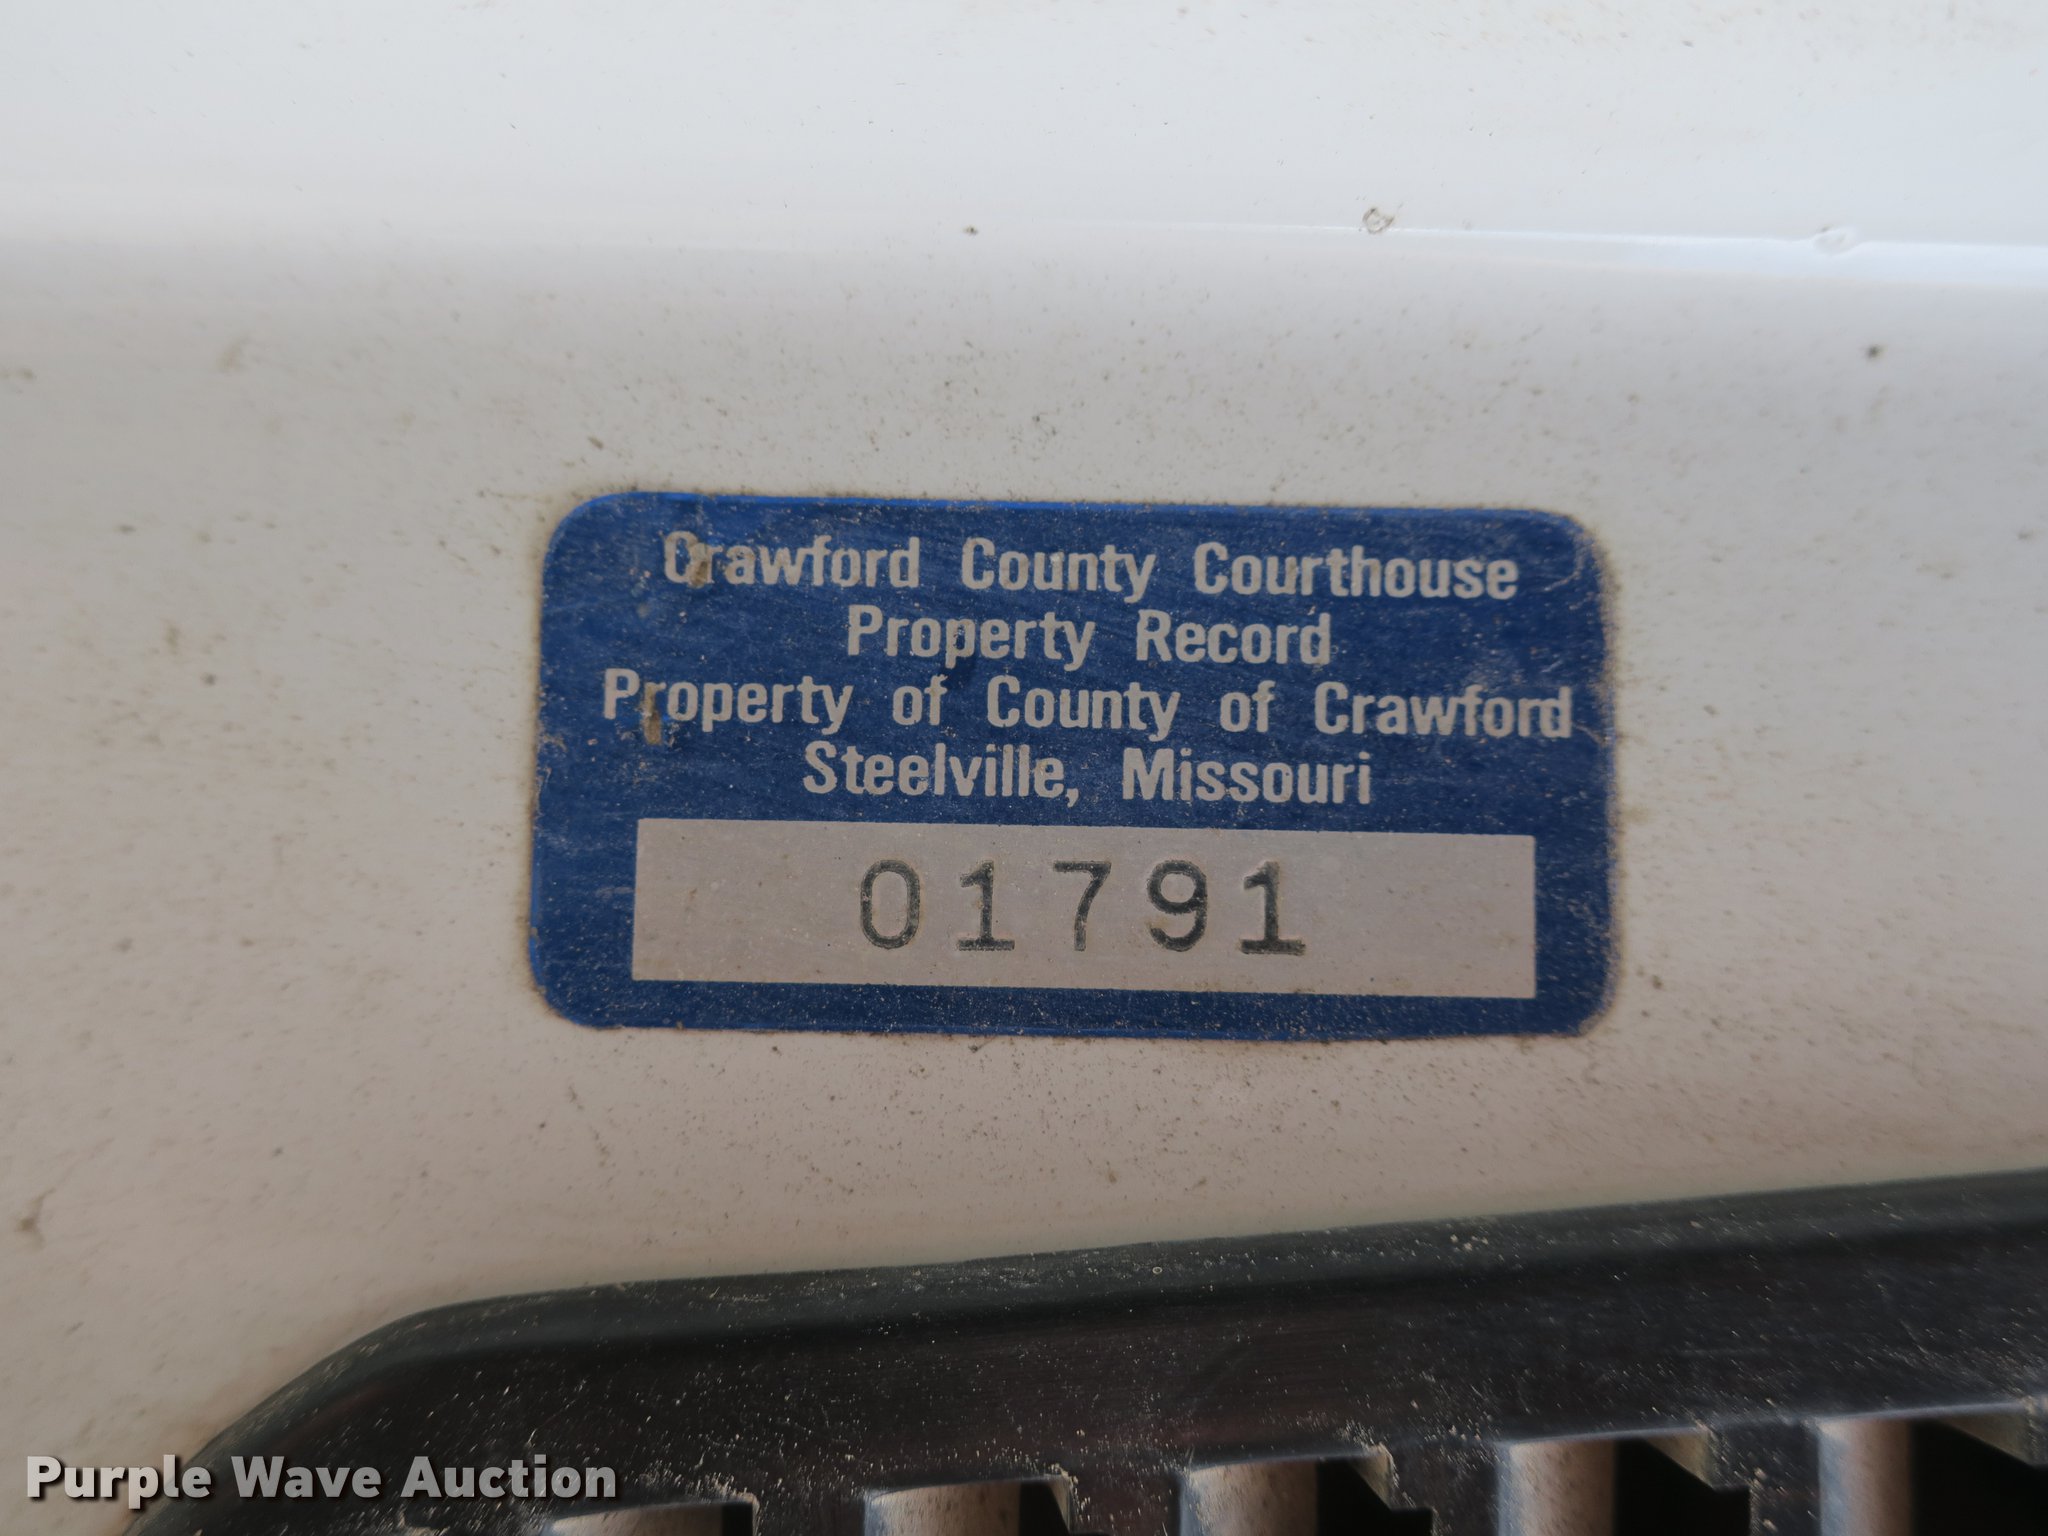 Crawford County Courthouse
Property Record
Property of County of Crawford
Steelville, Missouri
01791
Purple Wave Auction